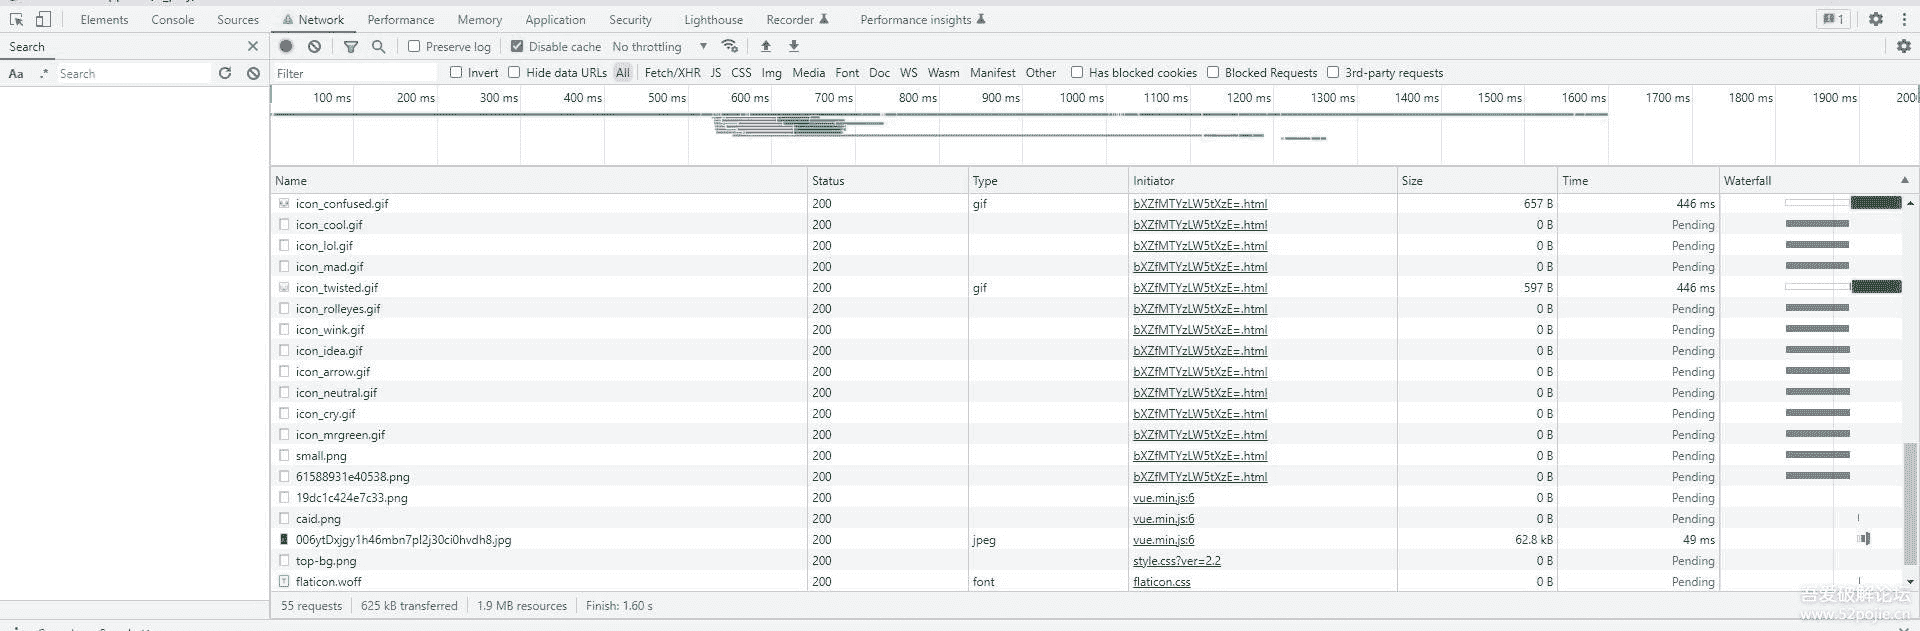 Elements Console Sources Network Performance Memory Application Security Lighthouse Recorder Performance insights 1
Search
Preserve log Disable cache No throttling
Aa .* Search
Filter Invert Hide data URLs All Fetch/XHR JS CSS Img Media Font Doc WS Wasm Manifest Other Has blocked cookies Blocked Requests 3rd-party requests
100 ms 200 ms 300 ms 400 ms 500 ms 600 ms 700 ms 800 ms 900 ms 1000 ms 1100 ms 1200 ms 1300 ms 1400 ms 1500 ms 1600 ms 1700 ms 1800 ms 1900 ms 200
Name Status Type Initiator Size Time Waterfall
icon_confused.gif 200 gif bXZfMTYzLW5tXzE=.html 657 B 446 ms
icon_cool.gif 200 bXZfMTYzLW5tXzE=.html 0 B Pending
icon_lol.gif 200 bXZfMTYzLW5tXzE=.html 0 B Pending
icon_mad.gif 200 bXZfMTYzLW5tXzE=.html 0 B Pending
icon_twisted.gif 200 gif bXZfMTYzLW5tXzE=.html 597 B 446 ms
icon_rolleyes.gif 200 bXZfMTYzLW5tXzE=.html 0 B Pending
icon_wink.gif 200 bXZfMTYzLW5tXzE=.html 0 B Pending
icon_idea.gif 200 bXZfMTYzLW5tXzE=.html 0 B Pending
icon_arrow.gif 200 bXZfMTYzLW5tXzE=.html 0 B Pending
icon_neutral.gif 200 bXZfMTYzLW5tXzE=.html 0 B Pending
icon_cry.gif 200 bXZfMTYzLW5tXzE=.html 0 B Pending
icon_mrgreen.gif 200 bXZfMTYzLW5tXzE=.html 0 B Pending
small.png 200 bXZfMTYzLW5tXzE=.html 0 B Pending
61588931e40538.png 200 bXZfMTYzLW5tXzE=.html 0 B Pending
19dc1c424e7c33.png 200 vue.min.js:6 0 B Pending
caid.png 200 vue.min.js:6 0 B Pending
006ytDxjgy1h46mbn7pl2j30ci0hvdh8.jpg 200 jpeg vue.min.js:6 62.8 kB 49 ms
top-bg.png 200 style.css?ver=2.2 0 B Pending
flaticon.woff 200 font flaticon.css 0 B Pending
55 requests 625 kB transferred 1.9 MB resources Finish: 1.60 s
吾爱破解论坛
www.52pojie.cn